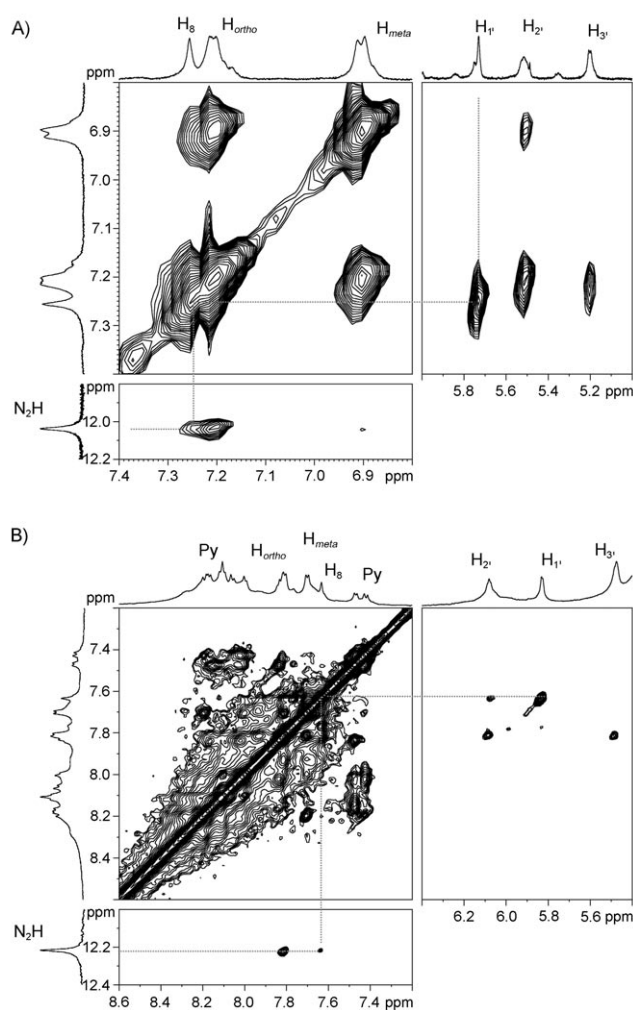 A)
H8 Hortho Hmeta H1' H2' H3'
ppm
6.9
7.0
7.1
7.2
7.3
5.8 5.6 5.4 5.2 ppm
ppm
N2H
12.0
12.2
7.4 7.3 7.2 7.1 7.0 6.9 ppm
B)
Py Hortho Hmeta H8 Py H2' H1' H3'
ppm
7.4
7.6
7.8
8.0
8.2
8.4
6.2 6.0 5.8 5.6 ppm
ppm
N2H
12.2
12.4
8.6 8.4 8.2 8.0 7.8 7.6 7.4 ppm